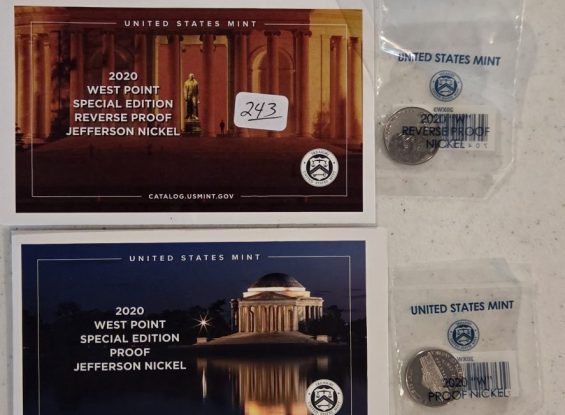 UNITED STATES MINT
2020
WEST POINT
SPECIAL EDITION
REVERSE PROOF
JEFFERSON NICKEL
243
CATALOG.USMINT.GOV
UNITED STATES MINT
2020 "W"
REVERSE PROOF
NICKEL
UNITED STATES MINT
2020
WEST POINT
SPECIAL EDITION
PROOF
JEFFERSON NICKEL
UNITED STATES MINT
2020 "W"
PROOF NICKEL